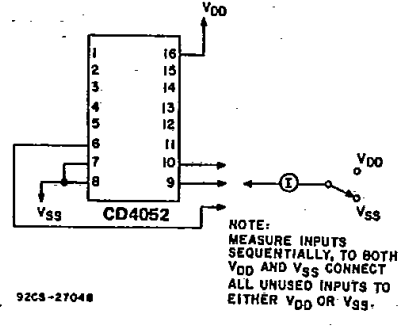 VDD
1 16
2 15
3 14
4 13
5 12
6 11
7 10
8 9
VSS
CD4052
I
VDD
VSS
NOTE:
MEASURE INPUTS
SEQUENTIALLY, TO BOTH
VDD AND VSS CONNECT
ALL UNUSED INPUTS TO
EITHER VDD OR VSS.
92CS-27048